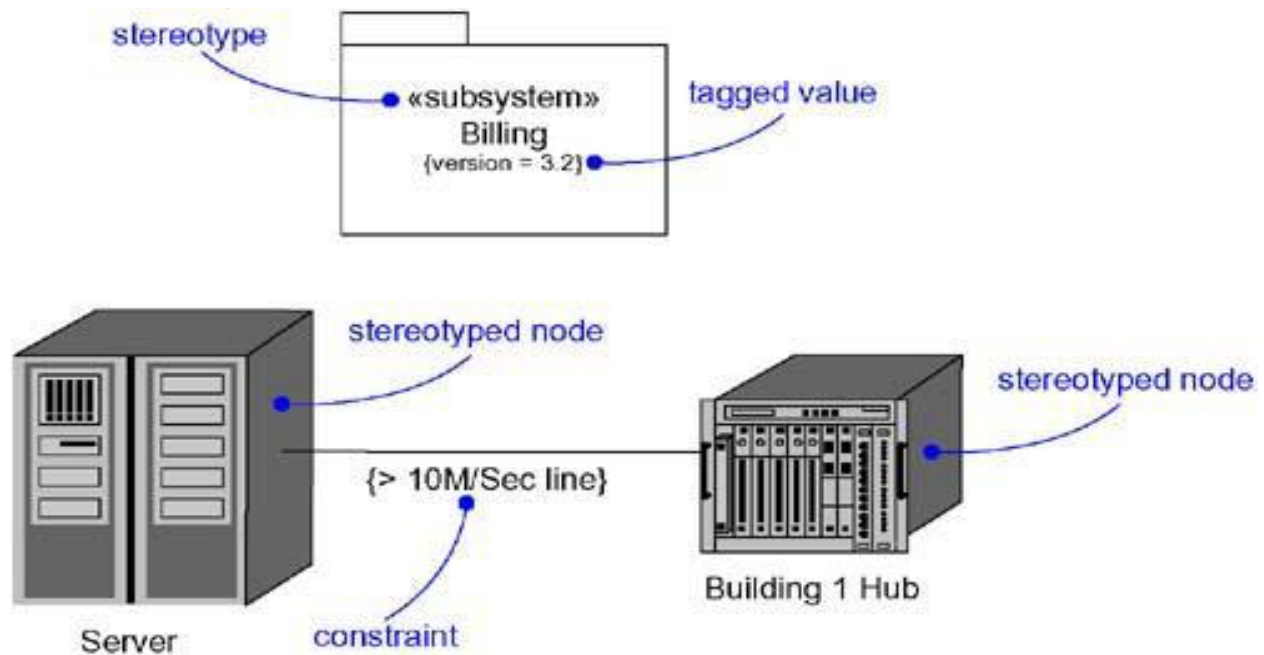 stereotype
«subsystem»
Billing
{version = 3.2}
tagged value
stereotyped node
stereotyped node
{> 10M/Sec line}
Building 1 Hub
Server
constraint